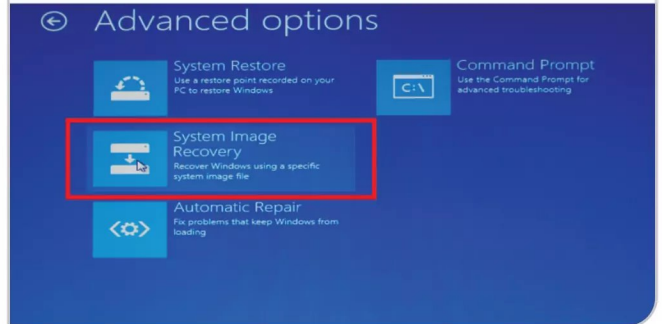 Advanced options
System Restore
Use a restore point recorded on your
PC to restore Windows
System Image
Recovery
Recover Windows using a specific
system image file
Automatic Repair
Fix problems that keep Windows from
loading
Command Prompt
Use the Command Prompt for
advanced troubleshooting
C:\